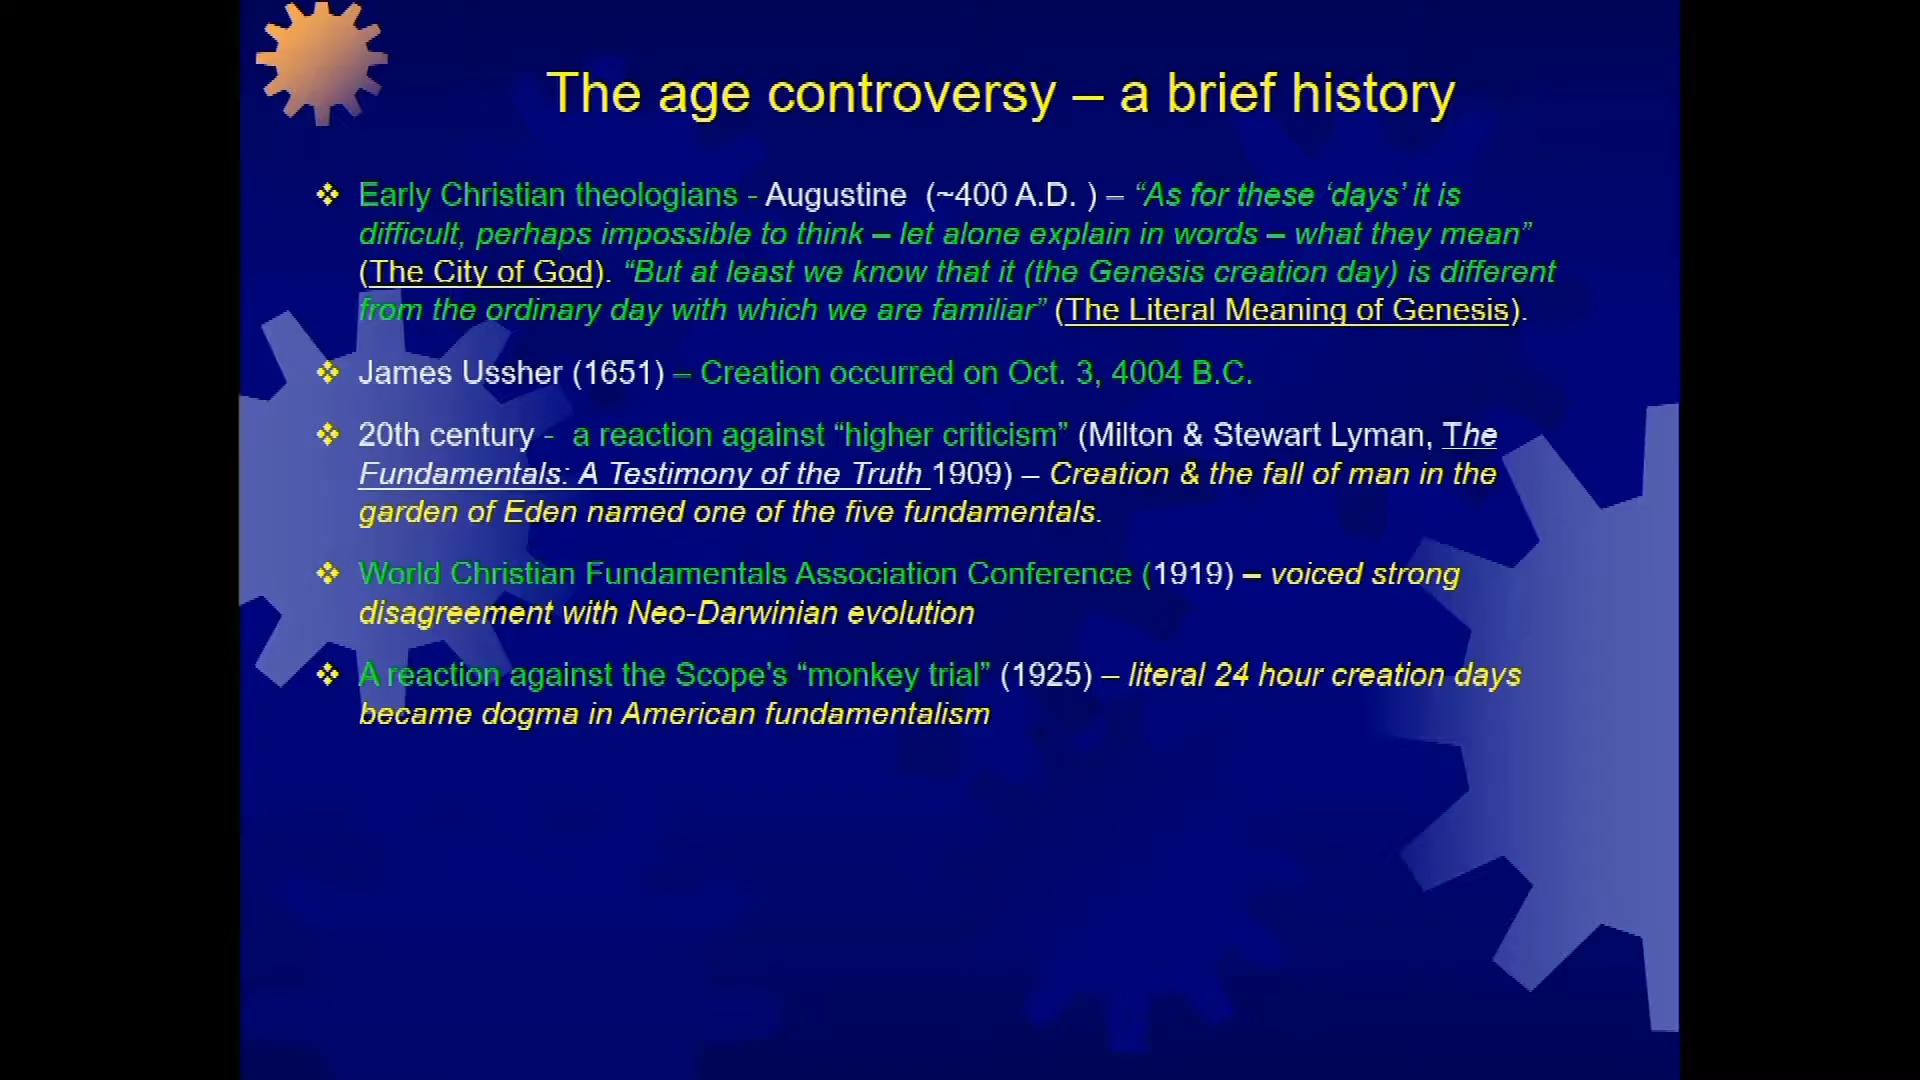 The age controversy – a brief history
Early Christian theologians - Augustine (~400 A.D. ) – “As for these ‘days’ it is
difficult, perhaps impossible to think – let alone explain in words – what they mean”
(The City of God). “But at least we know that it (the Genesis creation day) is different
from the ordinary day with which we are familiar” (The Literal Meaning of Genesis).
James Ussher (1651) – Creation occurred on Oct. 3, 4004 B.C.
20th century - a reaction against “higher criticism” (Milton & Stewart Lyman, The
Fundamentals: A Testimony of the Truth 1909) – Creation & the fall of man in the
garden of Eden named one of the five fundamentals.
World Christian Fundamentals Association Conference (1919) – voiced strong
disagreement with Neo-Darwinian evolution
A reaction against the Scope’s “monkey trial” (1925) – literal 24 hour creation days
became dogma in American fundamentalism